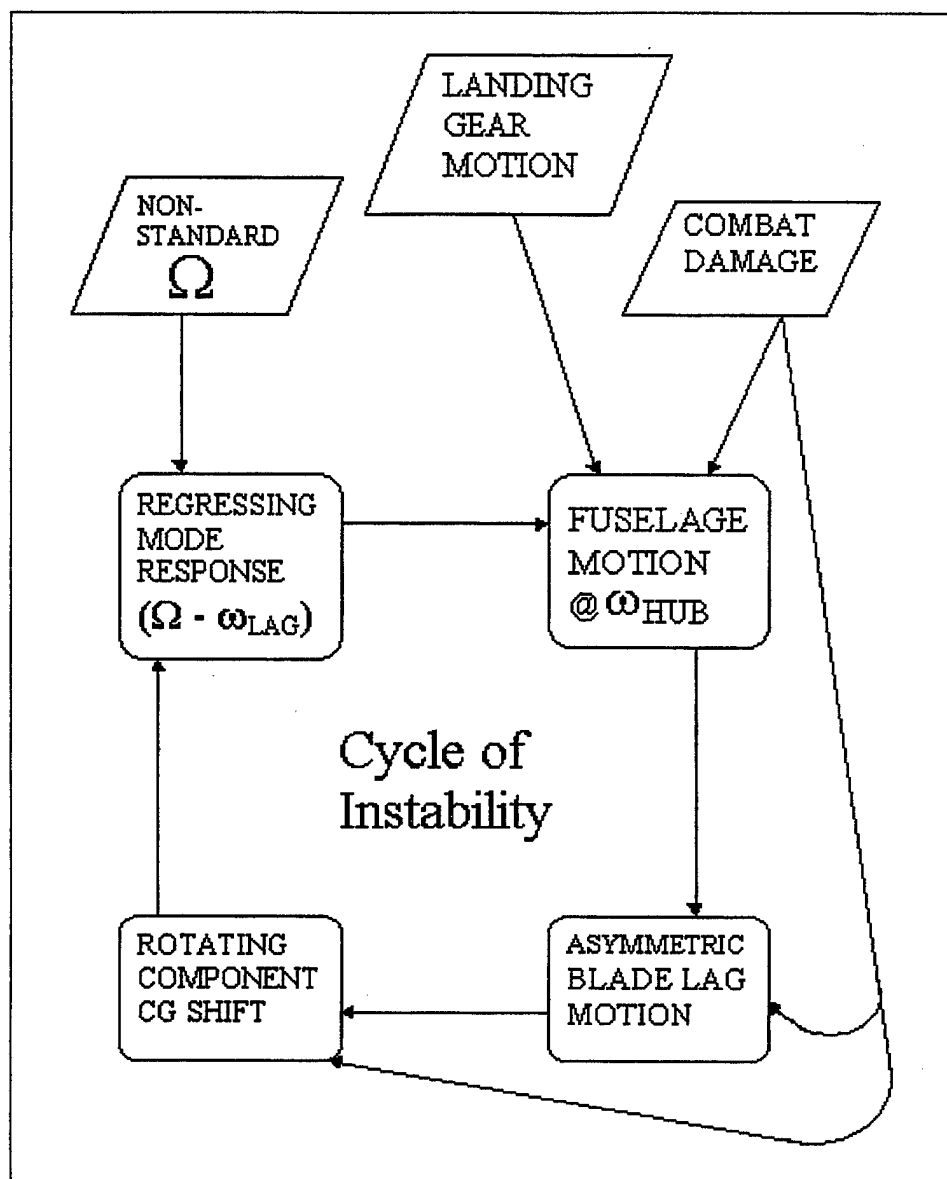 LANDING
GEAR
MOTION
NON-
STANDARD
Ω
COMBAT
DAMAGE
REGRESSING
MODE
RESPONSE
(Ω - ωLAG)
FUSELAGE
MOTION
@ ωHUB
Cycle of
Instability
ROTATING
COMPONENT
CG SHIFT
ASYMMETRIC
BLADE LAG
MOTION